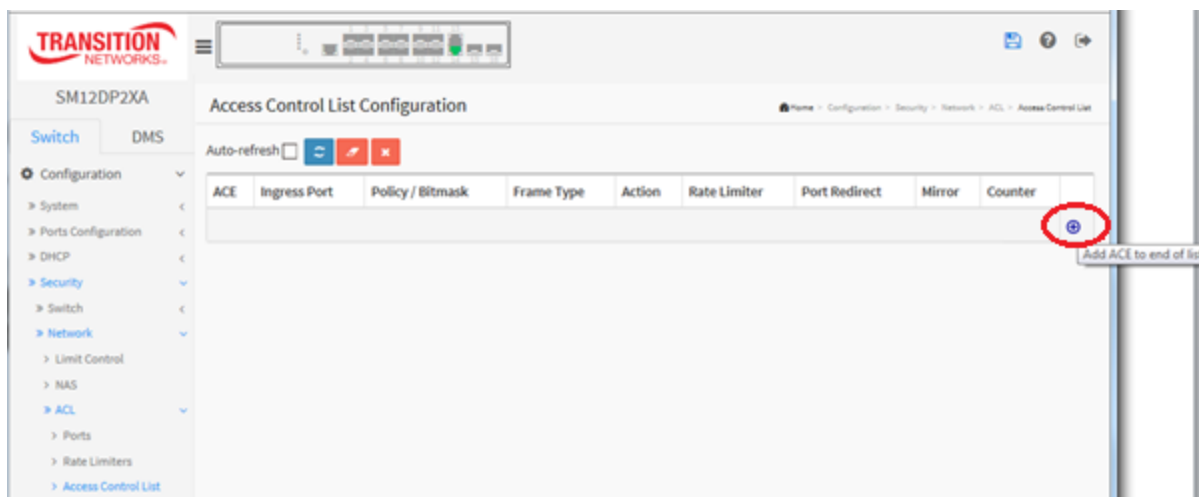 TRANSITION
NETWORKS
SM12DP2XA
Access Control List Configuration
Home > Configuration > Security > Network > ACL > Access Control List
Switch DMS
Auto-refresh
Configuration
ACE Ingress Port Policy / Bitmask Frame Type Action Rate Limiter Port Redirect Mirror Counter
» System
» Ports Configuration
» DHCP
Add ACE to end of lis
» Security
» Switch
» Network
> Limit Control
> NAS
» ACL
> Ports
> Rate Limiters
> Access Control List